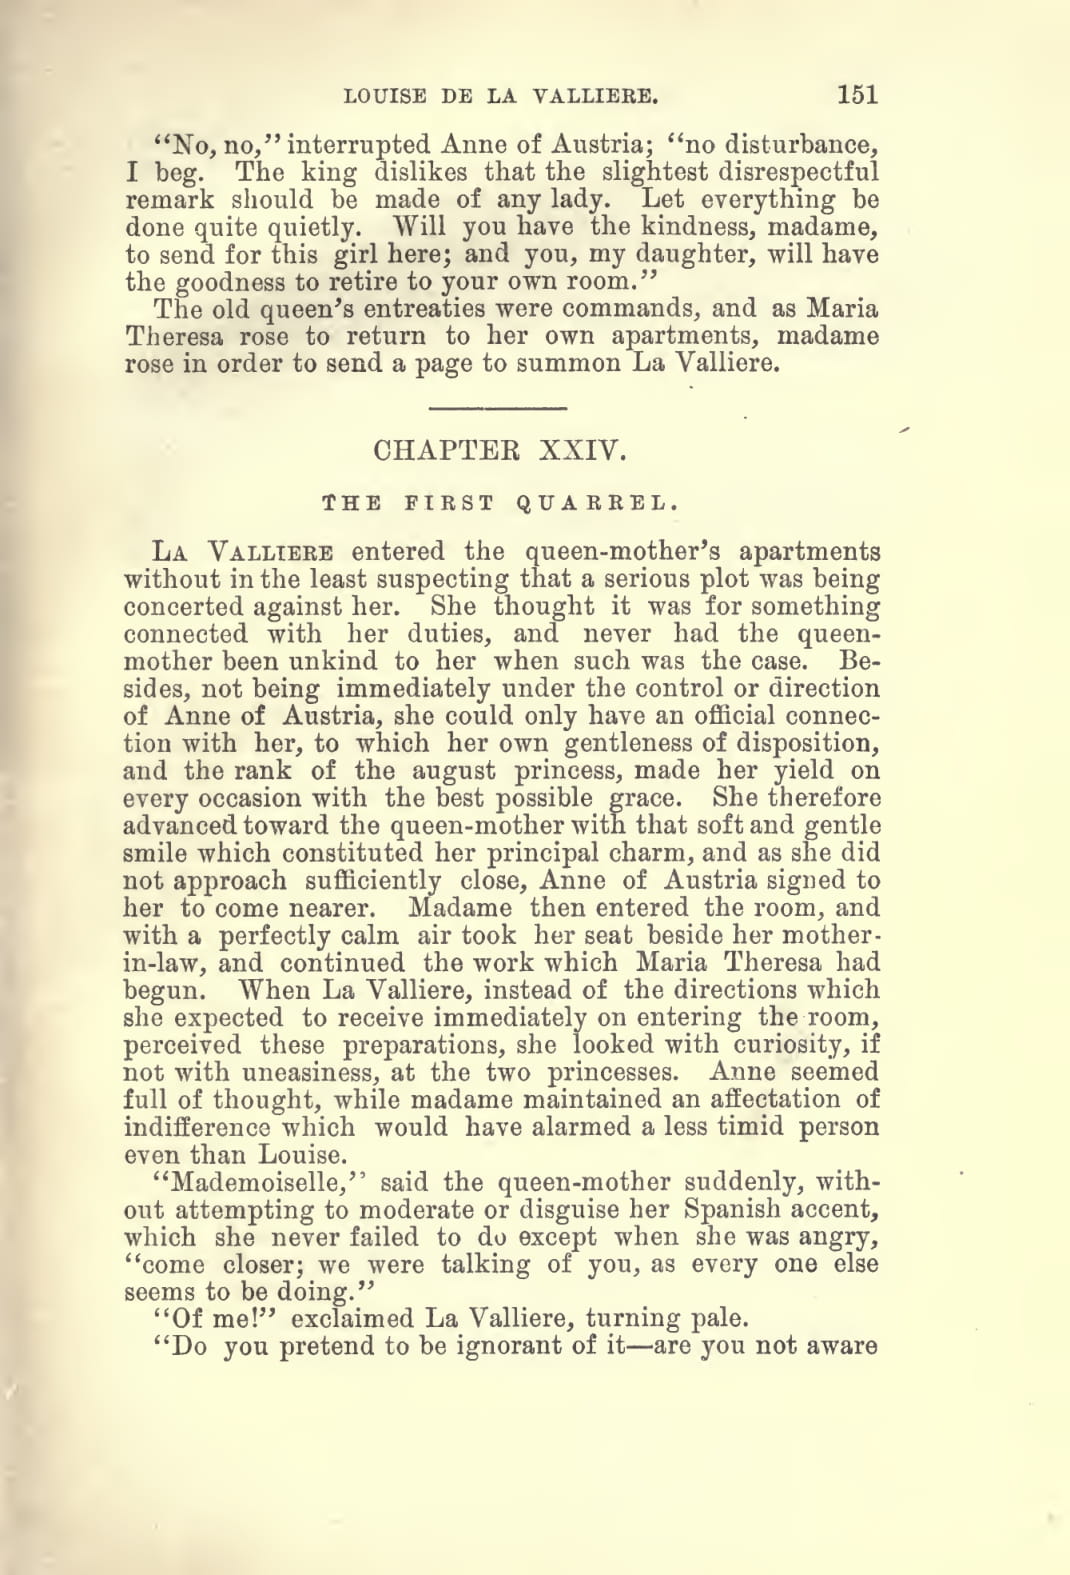 LOUISE DE LA VALLIERE. 151
“No, no,” interrupted Anne of Austria; “no disturbance,
I beg. The king dislikes that the slightest disrespectful
remark should be made of any lady. Let everything be
done quite quietly. Will you have the kindness, madame,
to send for this girl here; and you, my daughter, will have
the goodness to retire to your own room.”
The old queen’s entreaties were commands, and as Maria
Theresa rose to return to her own apartments, madame
rose in order to send a page to summon La Valliere.
CHAPTER XXIV.
THE FIRST QUARREL.
LA VALLIERE entered the queen-mother’s apartments
without in the least suspecting that a serious plot was being
concerted against her. She thought it was for something
connected with her duties, and never had the queen-
mother been unkind to her when such was the case. Be-
sides, not being immediately under the control or direction
of Anne of Austria, she could only have an official connec-
tion with her, to which her own gentleness of disposition,
and the rank of the august princess, made her yield on
every occasion with the best possible grace. She therefore
advanced toward the queen-mother with that soft and gentle
smile which constituted her principal charm, and as she did
not approach sufficiently close, Anne of Austria signed to
her to come nearer. Madame then entered the room, and
with a perfectly calm air took her seat beside her mother-
in-law, and continued the work which Maria Theresa had
begun. When La Valliere, instead of the directions which
she expected to receive immediately on entering the room,
perceived these preparations, she looked with curiosity, if
not with uneasiness, at the two princesses. Anne seemed
full of thought, while madame maintained an affectation of
indifference which would have alarmed a less timid person
even than Louise.
“Mademoiselle,” said the queen-mother suddenly, with-
out attempting to moderate or disguise her Spanish accent,
which she never failed to do except when she was angry,
“come closer; we were talking of you, as every one else
seems to be doing.”
“Of me!” exclaimed La Valliere, turning pale.
“Do you pretend to be ignorant of it—are you not aware